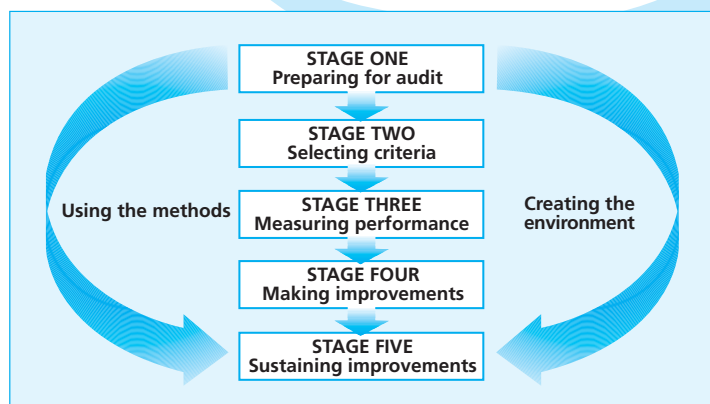 STAGE ONE
Preparing for audit
STAGE TWO
Selecting criteria
Using the methods
STAGE THREE
Measuring performance
Creating the
environment
STAGE FOUR
Making improvements
STAGE FIVE
Sustaining improvements